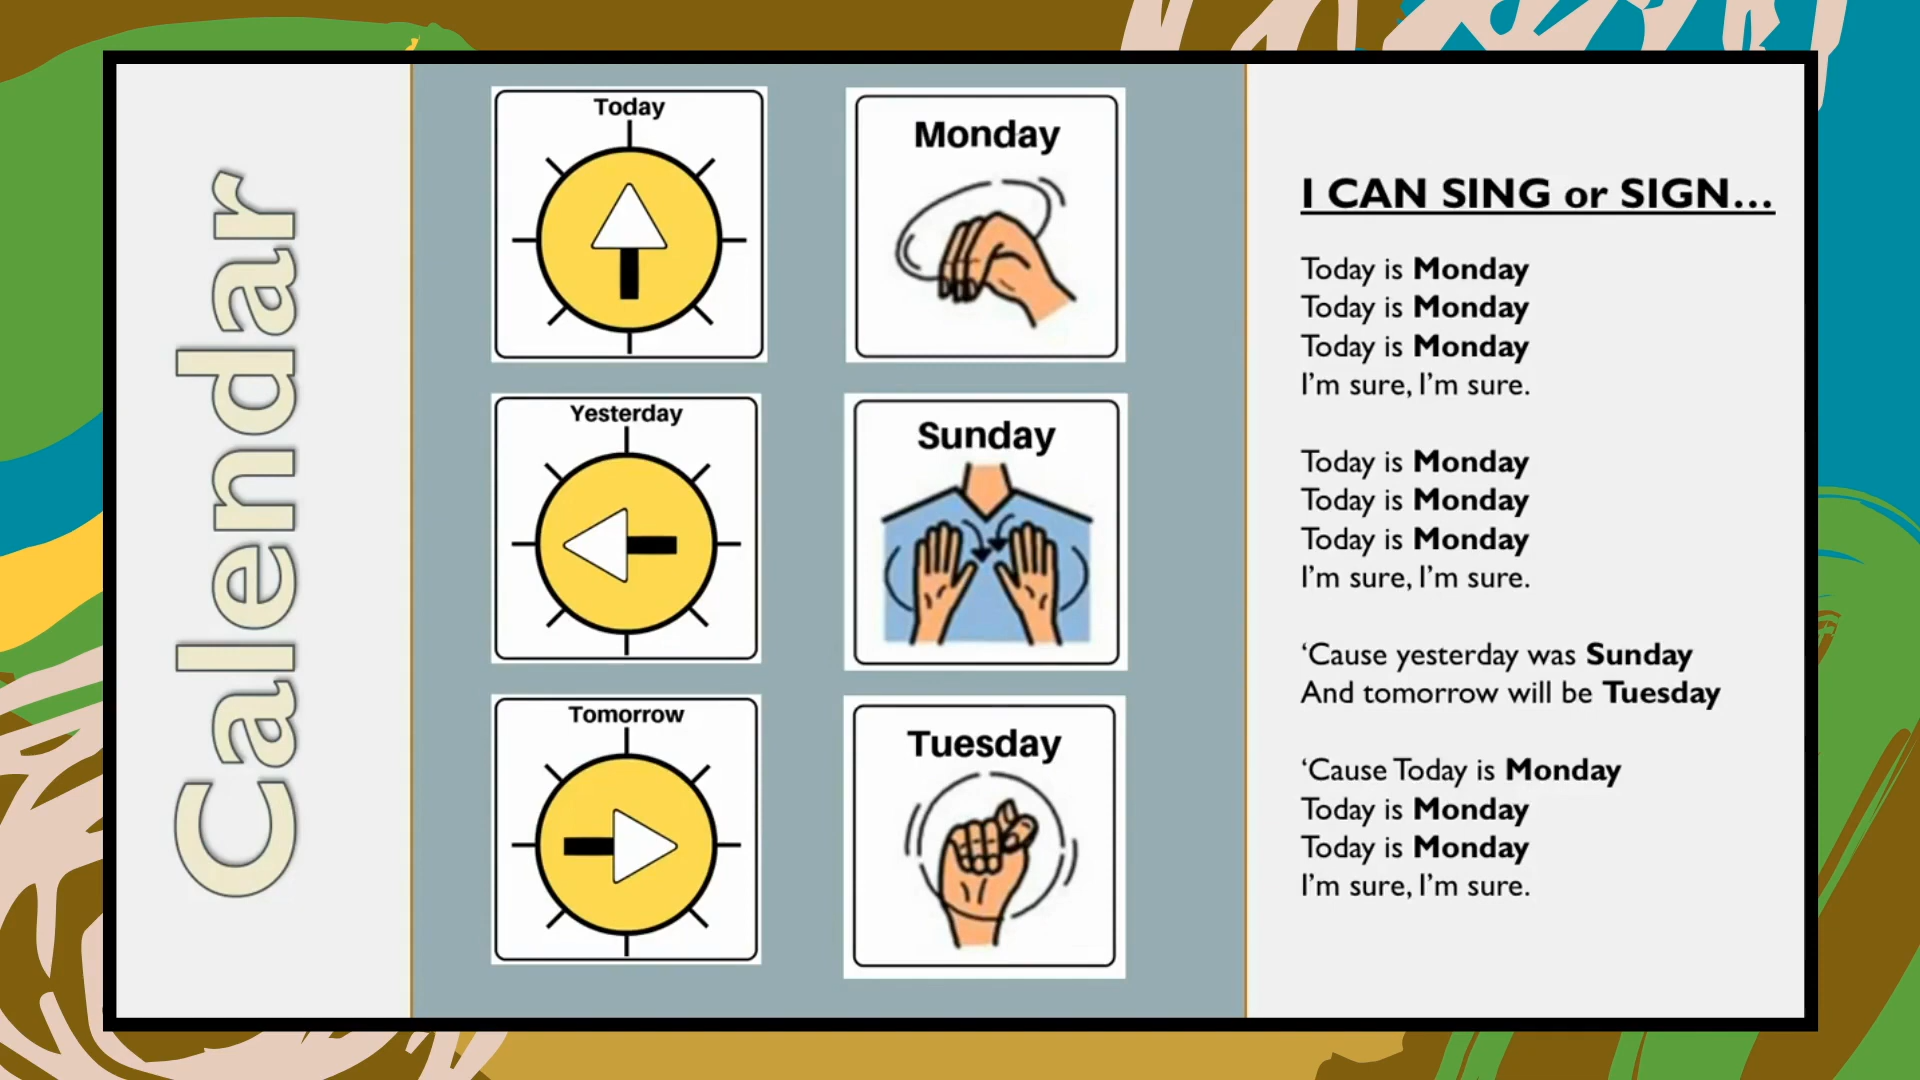 Calendar
Today
Monday
Yesterday
Sunday
Tomorrow
Tuesday
I CAN SING or SIGN...
Today is Monday
Today is Monday
Today is Monday
I’m sure, I’m sure.
Today is Monday
Today is Monday
Today is Monday
I’m sure, I’m sure.
‘Cause yesterday was Sunday
And tomorrow will be Tuesday
‘Cause Today is Monday
Today is Monday
Today is Monday
I’m sure, I’m sure.